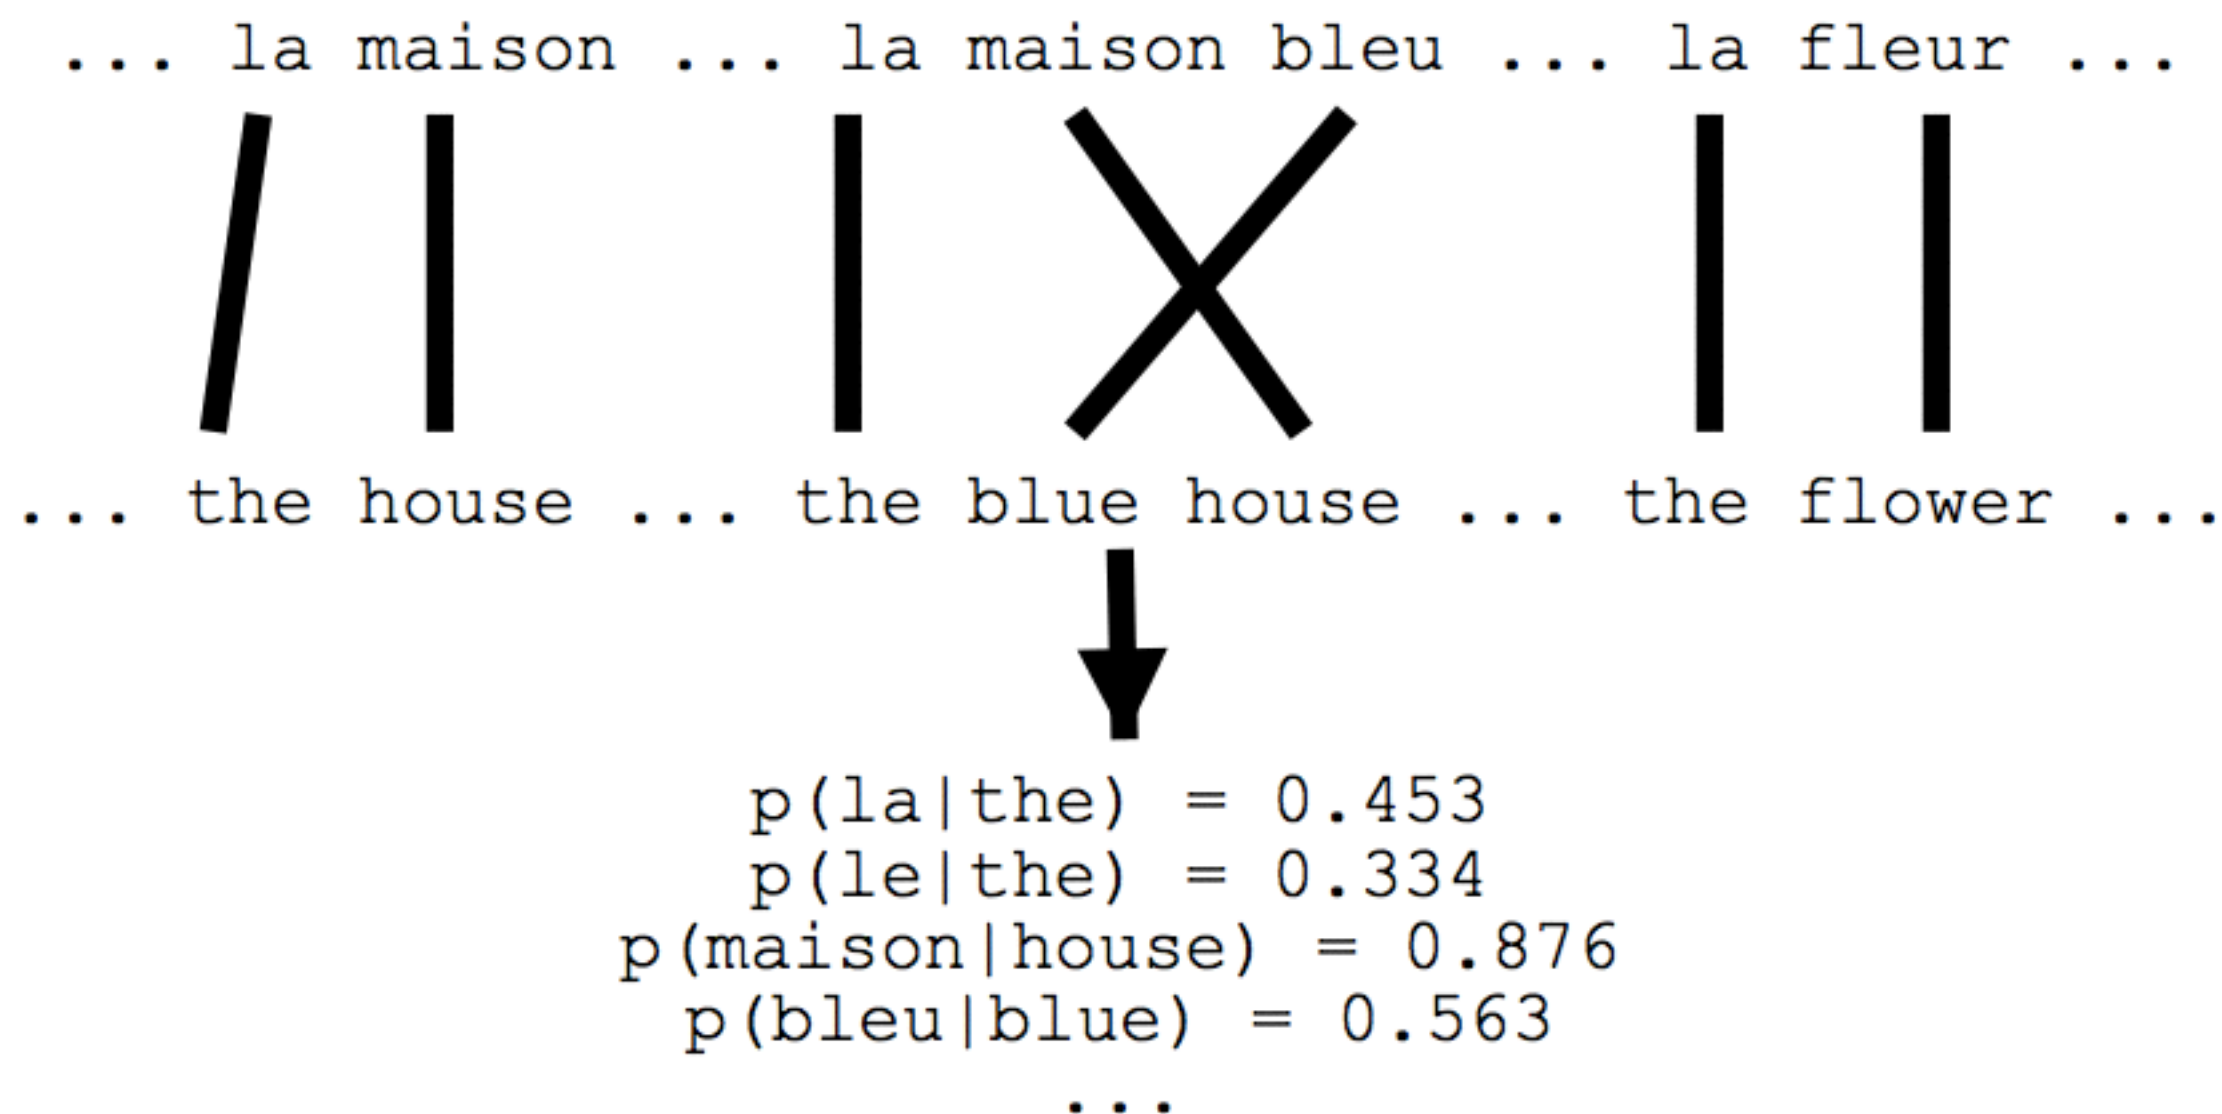 ... la maison ... la maison bleu ... la fleur ...
... the house ... the blue house ... the flower ...
p(la|the) = 0.453
p(le|the) = 0.334
p(maison|house) = 0.876
p(bleu|blue) = 0.563
...